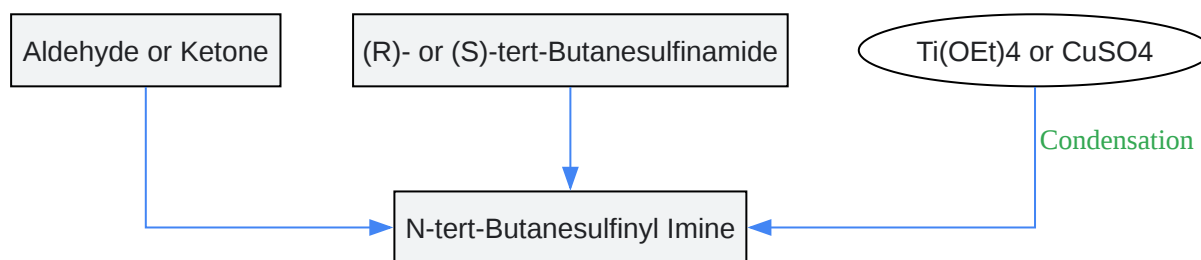 Aldehyde or Ketone
(R)- or (S)-tert-Butanesulfinamide
Ti(OEt)4 or CuSO4
Condensation
N-tert-Butanesulfinyl Imine